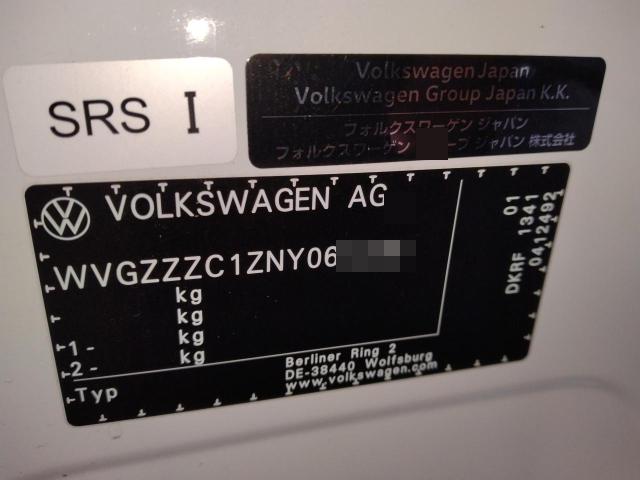 SRS I
Volkswagen Japan
Volkswagen Group Japan K.K.
フォルクスワーゲン ジャパン
フォルクスワーゲン ープ ジャパン 株式会社
VOLKSWAGEN AG
WVGZZZC1ZNY06
kg
kg
1 - kg
2 - kg
Typ
Berliner Ring 2
DE-38440 Wolfsburg
www.volkswagen.com
01
DKRF 1341
0412492